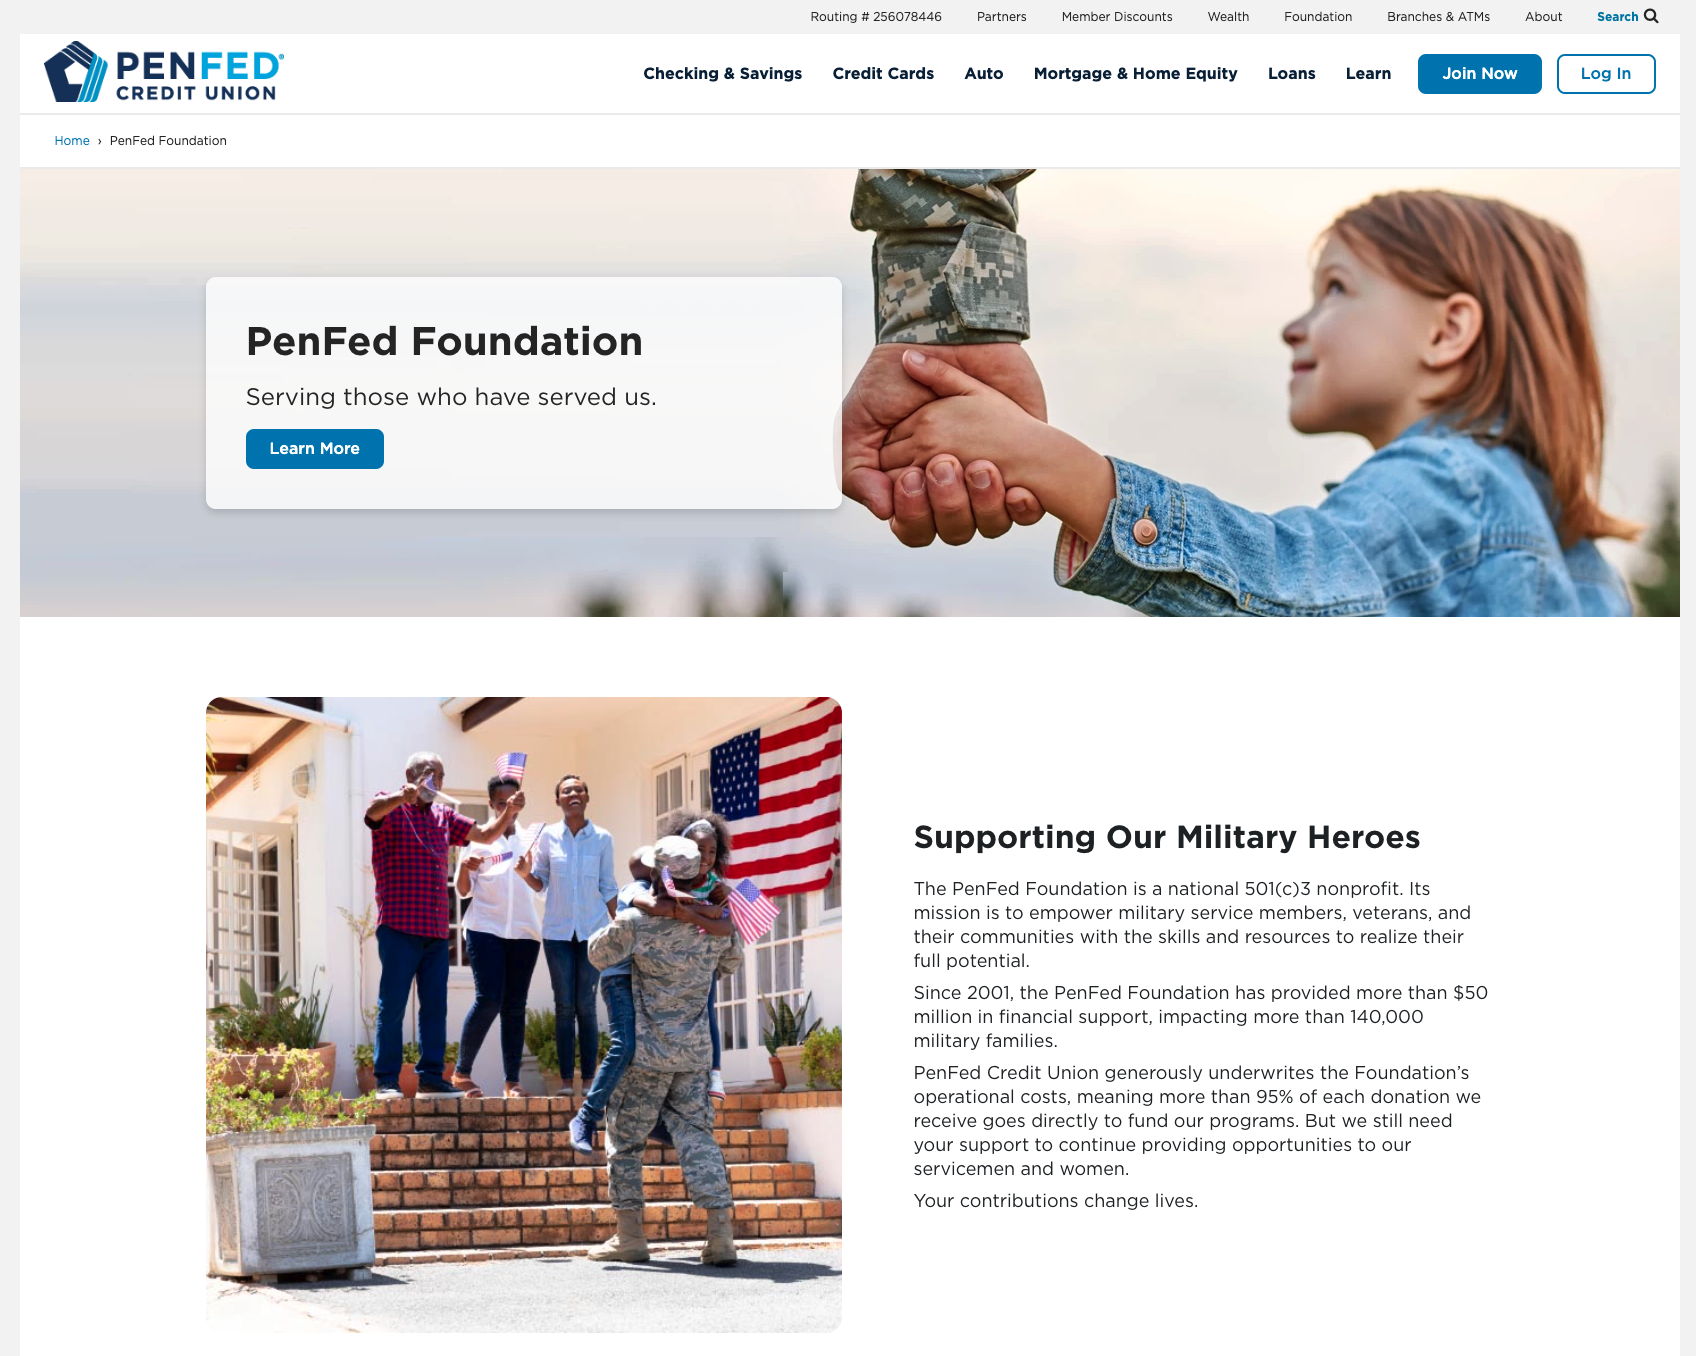 Routing # 256078446 Partners Member Discounts Wealth Foundation Branches & ATMs About Search
PENFED®
CREDIT UNION
Checking & Savings Credit Cards Auto Mortgage & Home Equity Loans Learn Join Now Log In
Home › PenFed Foundation
PenFed Foundation
Serving those who have served us.
Learn More
Supporting Our Military Heroes
The PenFed Foundation is a national 501(c)3 nonprofit. Its
mission is to empower military service members, veterans, and
their communities with the skills and resources to realize their
full potential.
Since 2001, the PenFed Foundation has provided more than $50
million in financial support, impacting more than 140,000
military families.
PenFed Credit Union generously underwrites the Foundation’s
operational costs, meaning more than 95% of each donation we
receive goes directly to fund our programs. But we still need
your support to continue providing opportunities to our
servicemen and women.
Your contributions change lives.